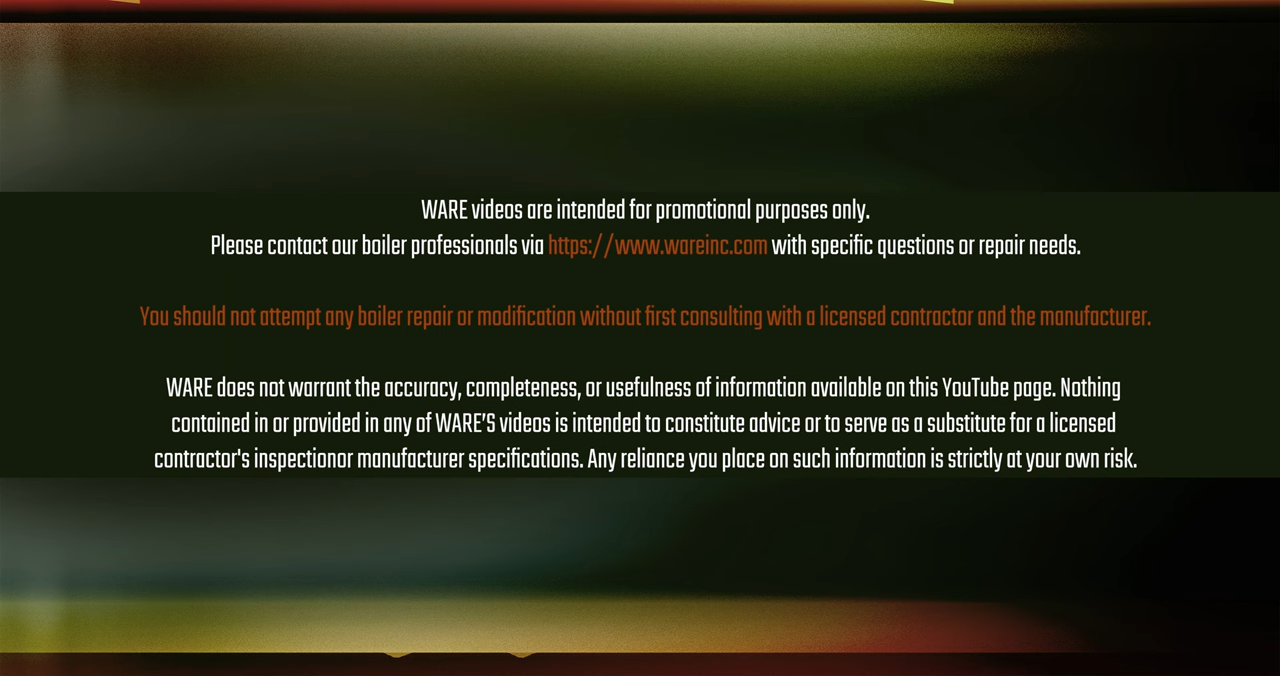 WARE videos are intended for promotional purposes only.
Please contact our boiler professionals via https://www.wareinc.com with specific questions or repair needs.
You should not attempt any boiler repair or modification without first consulting with a licensed contractor and the manufacturer.
WARE does not warrant the accuracy, completeness, or usefulness of information available on this YouTube page. Nothing
contained in or provided in any of WARE'S videos is intended to constitute advice or to serve as a substitute for a licensed
contractor's inspectionor manufacturer specifications. Any reliance you place on such information is strictly at your own risk.